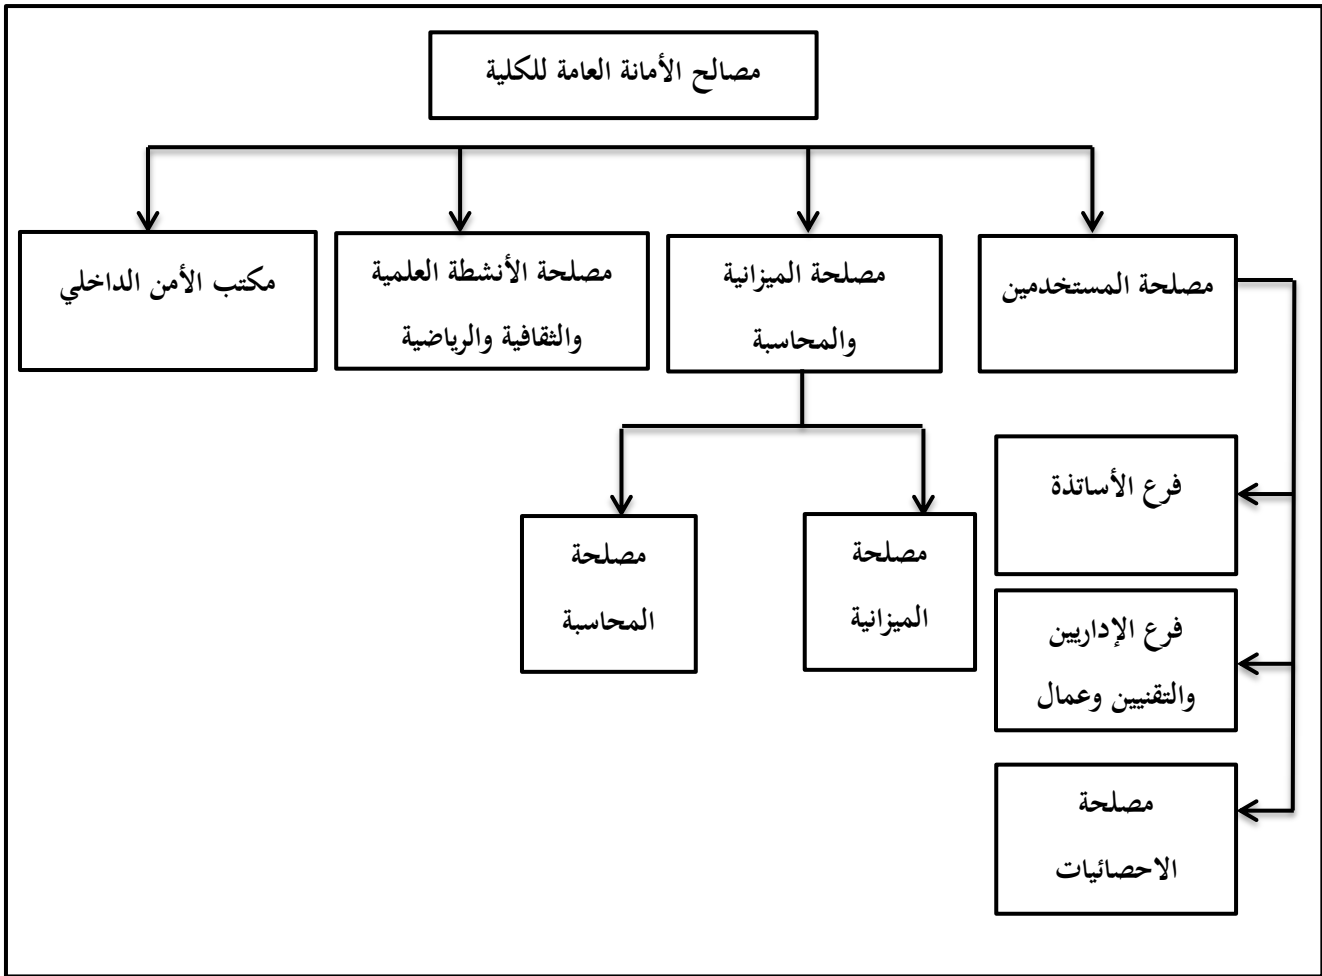 مصالح الأمانة العامة للكلية
مصلحة المستخدمين
مصلحة الميزانية
والمحاسبة
مصلحة الأنشطة العلمية
والثقافية والرياضية
مكتب الأمن الداخلي
فرع الأساتذة
فرع الإداريين
والتقنيين وعمال
مصلحة
الاحصائيات
مصلحة
الميزانية
مصلحة
المحاسبة